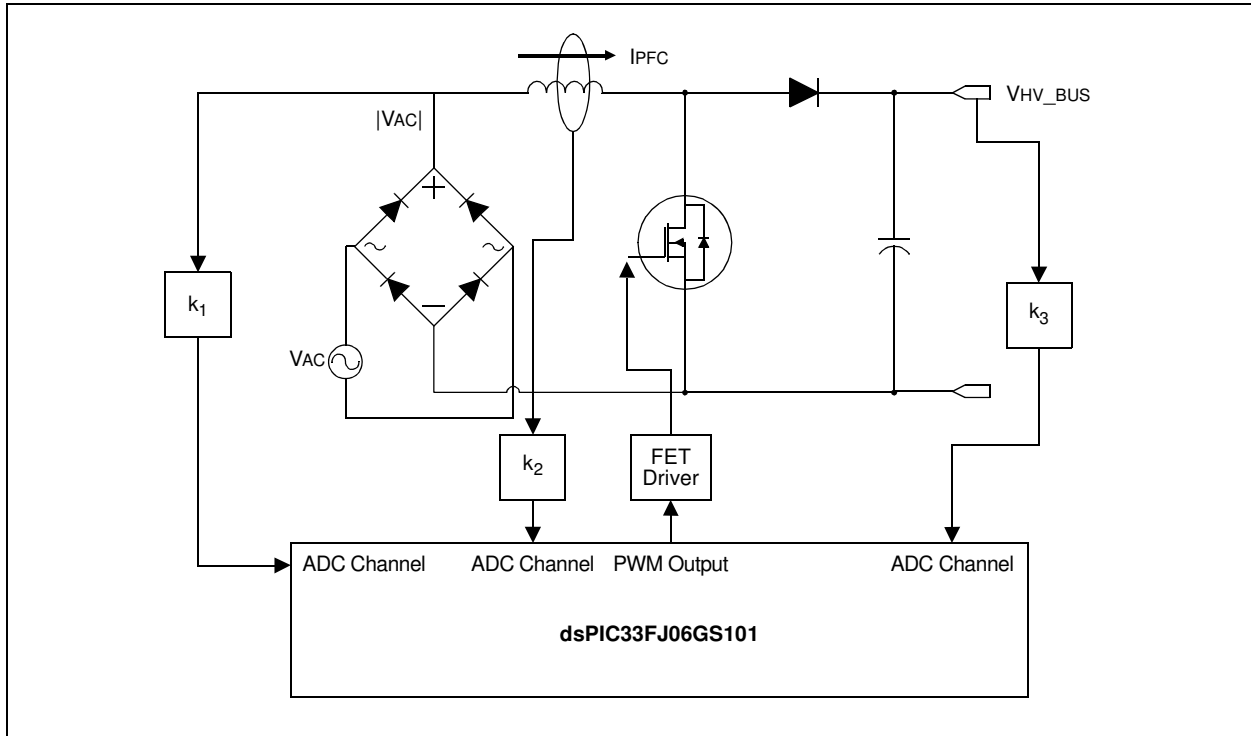 IPFC
VHV_BUS
|VAC|
+
k1
k3
−
VAC
k2
FET
Driver
ADC Channel
ADC Channel
PWM Output
ADC Channel
dsPIC33FJ06GS101